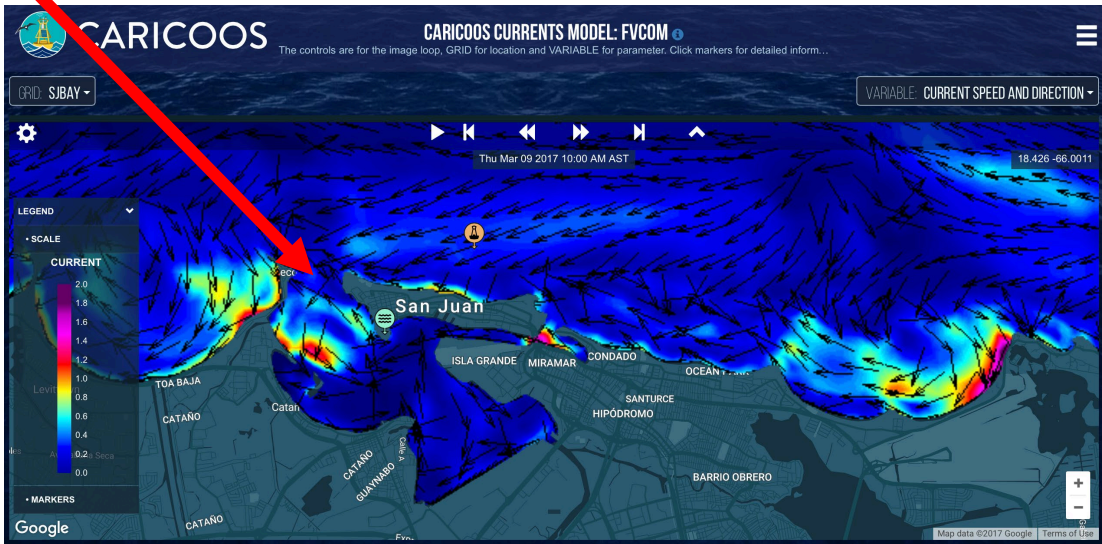 CARICOOS
CARICOOS CURRENTS MODEL: FVCOM
The controls are for the image loop, GRID for location and VARIABLE for parameter. Click markers for detailed inform...
GRID: SJBAY
VARIABLE: CURRENT SPEED AND DIRECTION
Thu Mar 09 2017 10:00 AM AST
18.426 -66.0011
LEGEND
• SCALE
CURRENT
2.0
1.8
1.6
1.4
1.2
1.0
0.8
0.6
0.4
0.2
0.0
• MARKERS
San Juan
ISLA GRANDE
MIRAMAR
CONDADO
TOA BAJA
SANTURCE
HIPÓDROMO
CATAÑO
Calle A
CATAÑO
GUAYNABO
BARRIO OBRERO
CATAÑO
Google
Map data ©2017 Google
Terms of Use